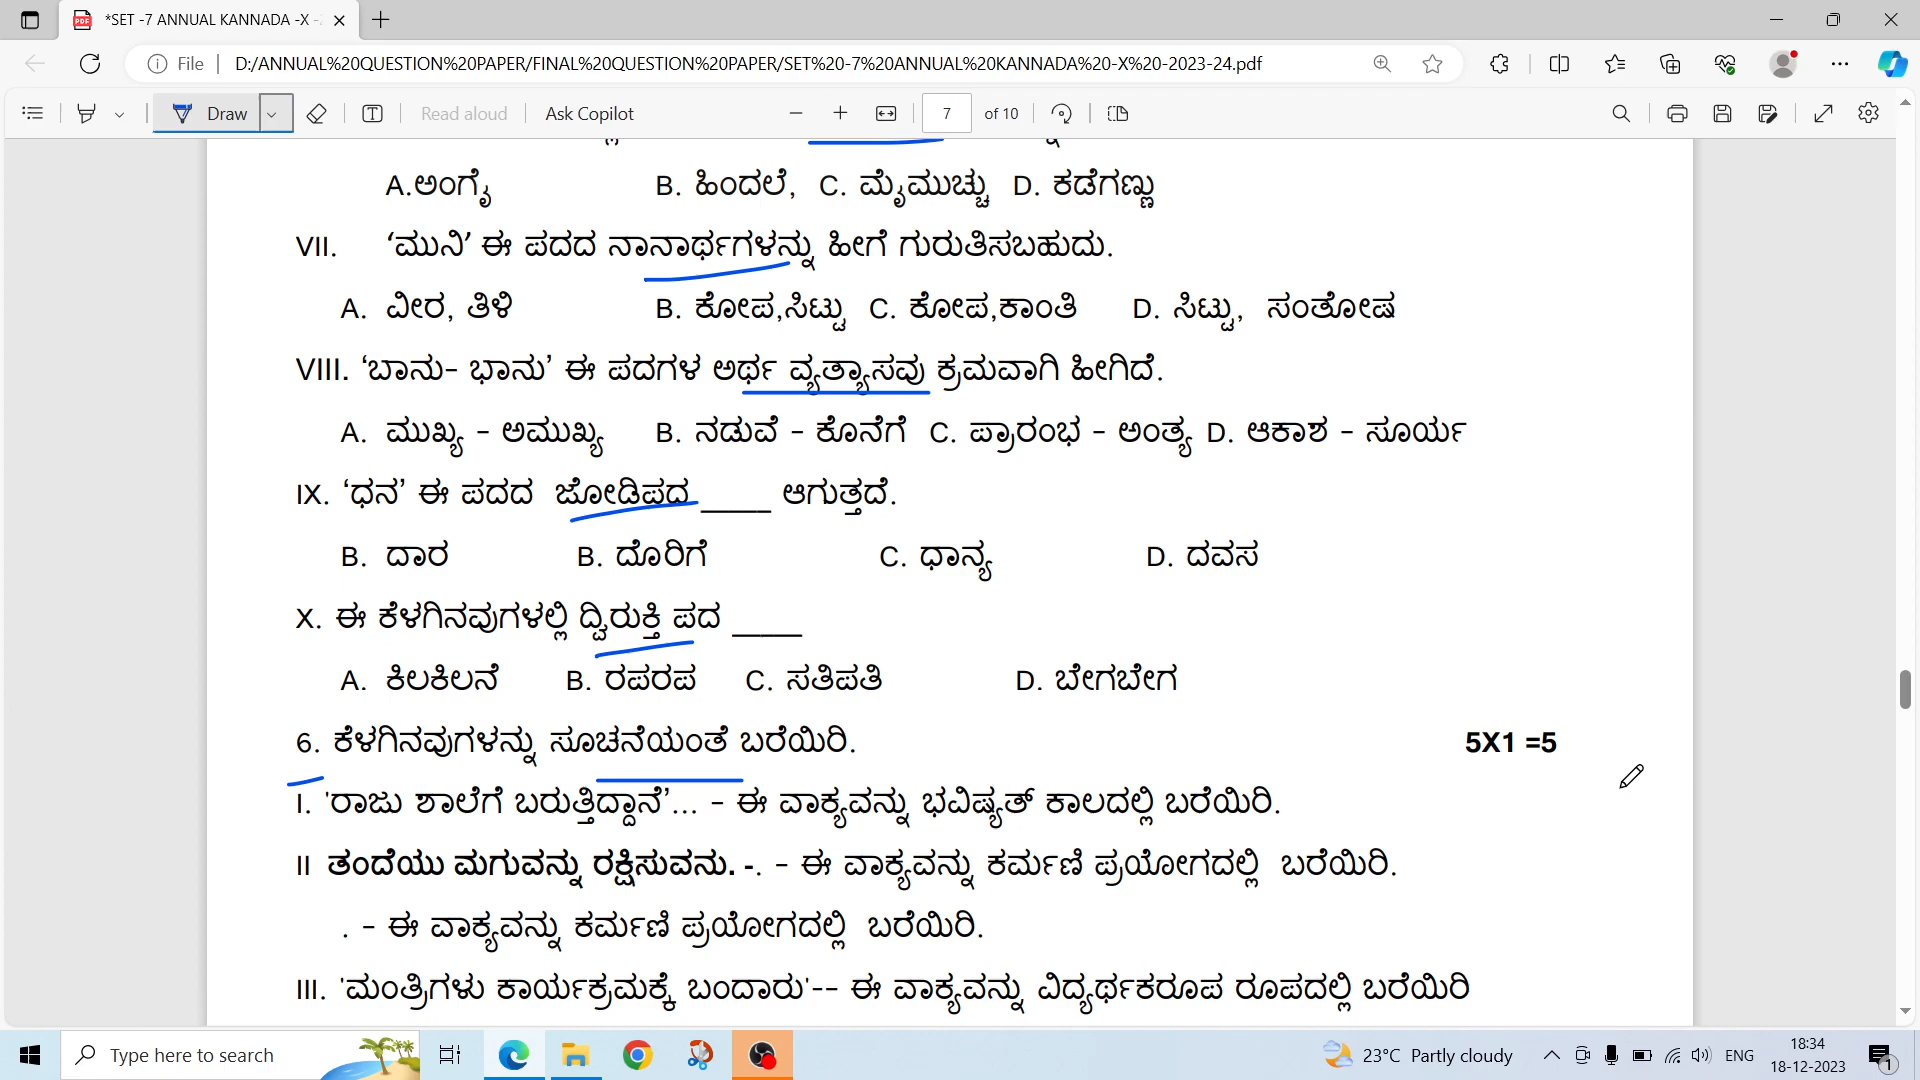 *SET -7 ANNUAL KANNADA -X -
File
D:/ANNUAL%20QUESTION%20PAPER/FINAL%20QUESTION%20PAPER/SET%20-7%20ANNUAL%20KANNADA%20-X%20-2023-24.pdf
Draw
Read aloud
Ask Copilot
7 of 10
A.ಅಂಗೈ B. ಹಿಂದಲೆ, C. ಮೈಮುಚ್ಚು D. ಕಡೆಗಣ್ಣು
VII. ‘ಮುನಿ’ ಈ ಪದದ ನಾನಾರ್ಥಗಳನ್ನು ಹೀಗೆ ಗುರುತಿಸಬಹುದು.
A. ವೀರ, ತಿಳಿ B. ಕೋಪ,ಸಿಟ್ಟು C. ಕೋಪ,ಕಾಂತಿ D. ಸಿಟ್ಟು, ಸಂತೋಷ
VIII. ‘ಬಾನು- ಭಾನು’ ಈ ಪದಗಳ ಅರ್ಥ ವ್ಯತ್ಯಾಸವು ಕ್ರಮವಾಗಿ ಹೀಗಿದೆ.
A. ಮುಖ್ಯ - ಅಮುಖ್ಯ B. ನಡುವೆ - ಕೊನೆಗೆ C. ಪ್ರಾರಂಭ - ಅಂತ್ಯ D. ಆಕಾಶ - ಸೂರ್ಯ
IX. ‘ಧನ’ ಈ ಪದದ ಜೋಡಿಪದ ____ ಆಗುತ್ತದೆ.
B. ದಾರ B. ದೊರಿಗೆ C. ಧಾನ್ಯ D. ದವಸ
X. ಈ ಕೆಳಗಿನವುಗಳಲ್ಲಿ ದ್ವಿರುಕ್ತಿ ಪದ ____
A. ಕಿಲಕಿಲನೆ B. ರಪರಪ C. ಸತಿಪತಿ D. ಬೇಗಬೇಗ
6. ಕೆಳಗಿನವುಗಳನ್ನು ಸೂಚನೆಯಂತೆ ಬರೆಯಿರಿ. 5X1 =5
I. 'ರಾಜು ಶಾಲೆಗೆ ಬರುತ್ತಿದ್ದಾನೆ’... - ಈ ವಾಕ್ಯವನ್ನು ಭವಿಷ್ಯತ್ ಕಾಲದಲ್ಲಿ ಬರೆಯಿರಿ.
II ತಂದೆಯು ಮಗುವನ್ನು ರಕ್ಷಿಸುವನು. -. - ಈ ವಾಕ್ಯವನ್ನು ಕರ್ಮಣಿ ಪ್ರಯೋಗದಲ್ಲಿ ಬರೆಯಿರಿ.
. - ಈ ವಾಕ್ಯವನ್ನು ಕರ್ಮಣಿ ಪ್ರಯೋಗದಲ್ಲಿ ಬರೆಯಿರಿ.
III. 'ಮಂತ್ರಿಗಳು ಕಾರ್ಯಕ್ರಮಕ್ಕೆ ಬಂದಾರು'-- ಈ ವಾಕ್ಯವನ್ನು ವಿದ್ಯರ್ಥಕರೂಪ ರೂಪದಲ್ಲಿ ಬರೆಯಿರಿ
Type here to search
23°C Partly cloudy
ENG
18:34
18-12-2023
1